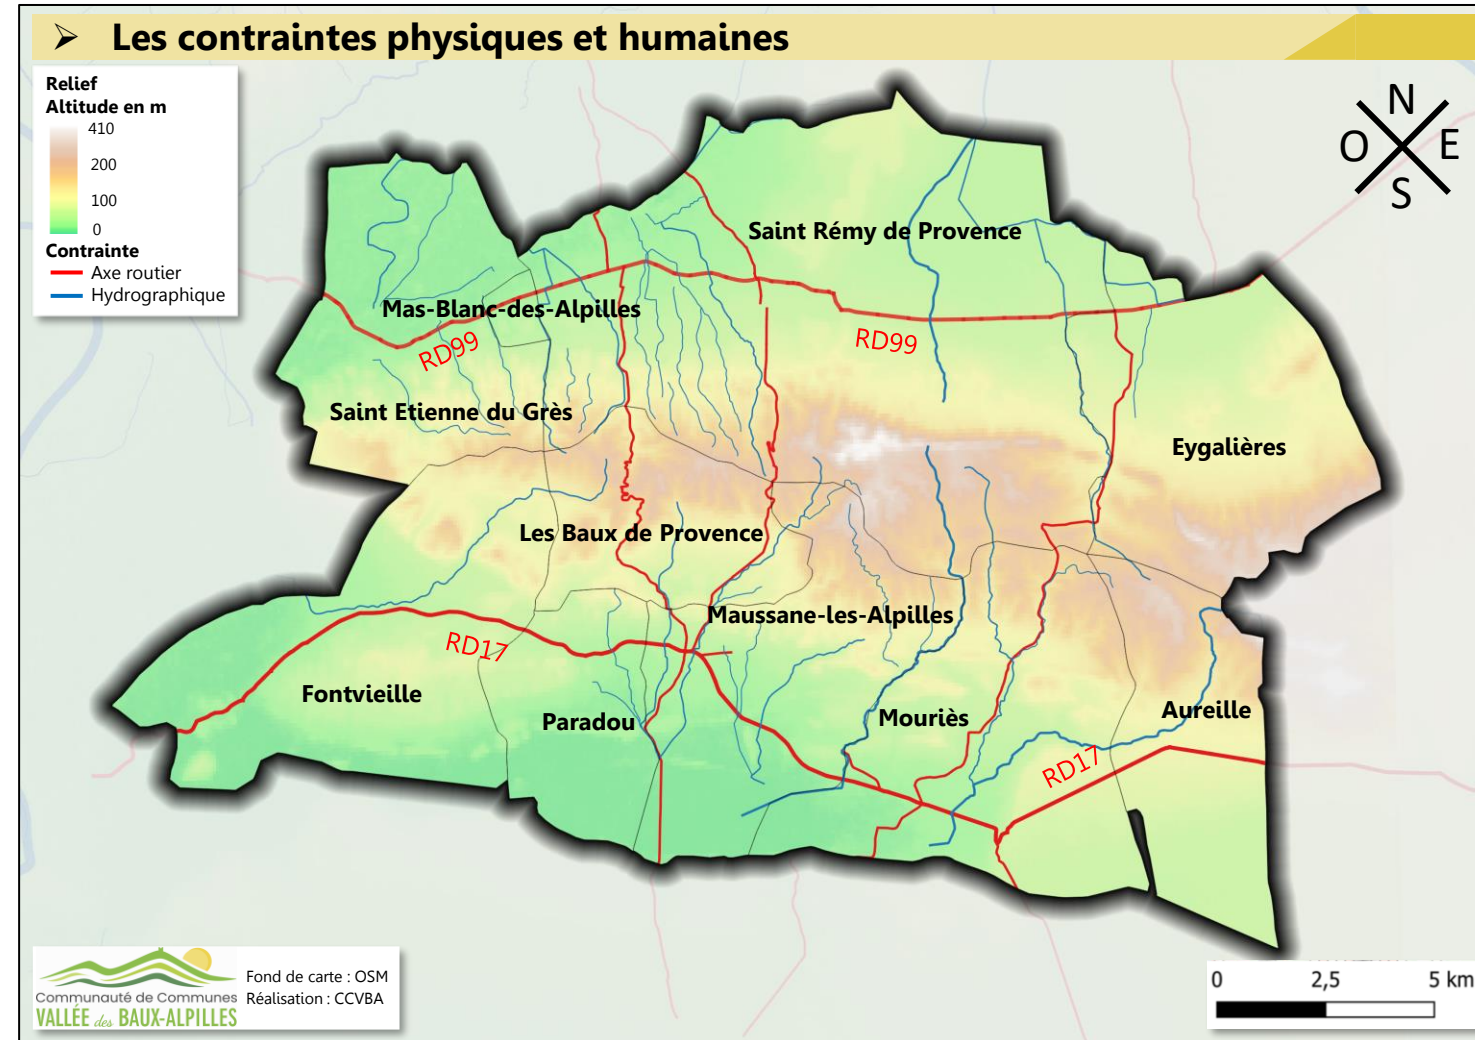 ➢ Les contraintes physiques et humaines
Relief
Altitude en m
410
200
100
0
Contrainte
Axe routier
Hydrographique
N
O E
S
Saint Rémy de Provence
Mas-Blanc-des-Alpilles
RD99
RD99
Saint Etienne du Grès
Eygalières
Les Baux de Provence
Maussane-les-Alpilles
RD17
Fontvieille
Paradou
Mouriès
Aureille
RD17
Communauté de Communes
VALLÉE des BAUX-ALPILLES
Fond de carte : OSM
Réalisation : CCVBA
0 2,5 5 km